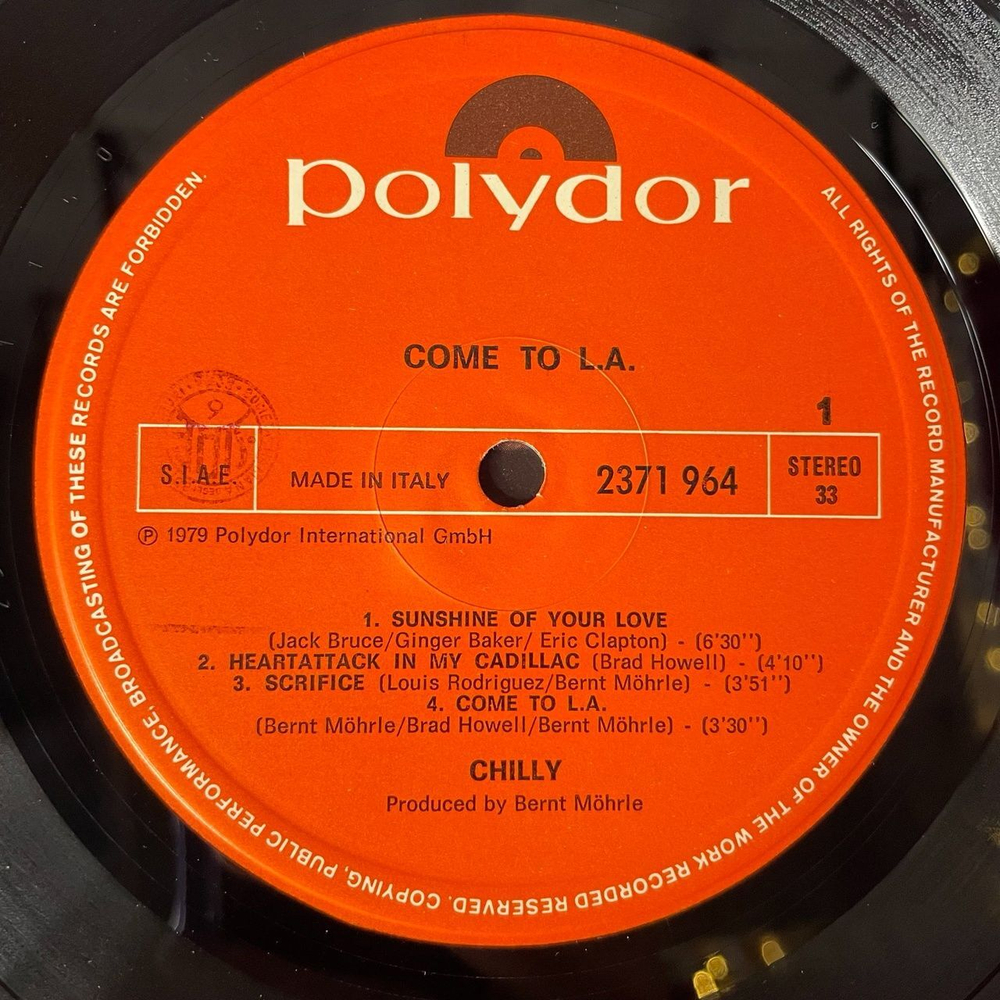 polydor
COME TO L.A.
1
S.I.A.E.
MADE IN ITALY
2371 964
STEREO
33
℗ 1979 Polydor International GmbH
1. SUNSHINE OF YOUR LOVE
(Jack Bruce/Ginger Baker/ Eric Clapton) - (6'30'')
2. HEARTATTACK IN MY CADILLAC (Brad Howell) - (4'10'')
3. SCRIFICE (Louis Rodriguez/Bernt Möhrle) - (3'51'')
4. COME TO L.A.
(Bernt Möhrle/Brad Howell/Bernt Möhrle) - (3'30'')
CHILLY
Produced by Bernt Möhrle
ALL RIGHTS OF THE RECORD MANUFACTURER AND THE OWNER OF THE WORK RECORDED RESERVED. COPYING, PUBLIC PERFORMANCE, BROADCASTING OF THESE RECORDS ARE FORBIDDEN.